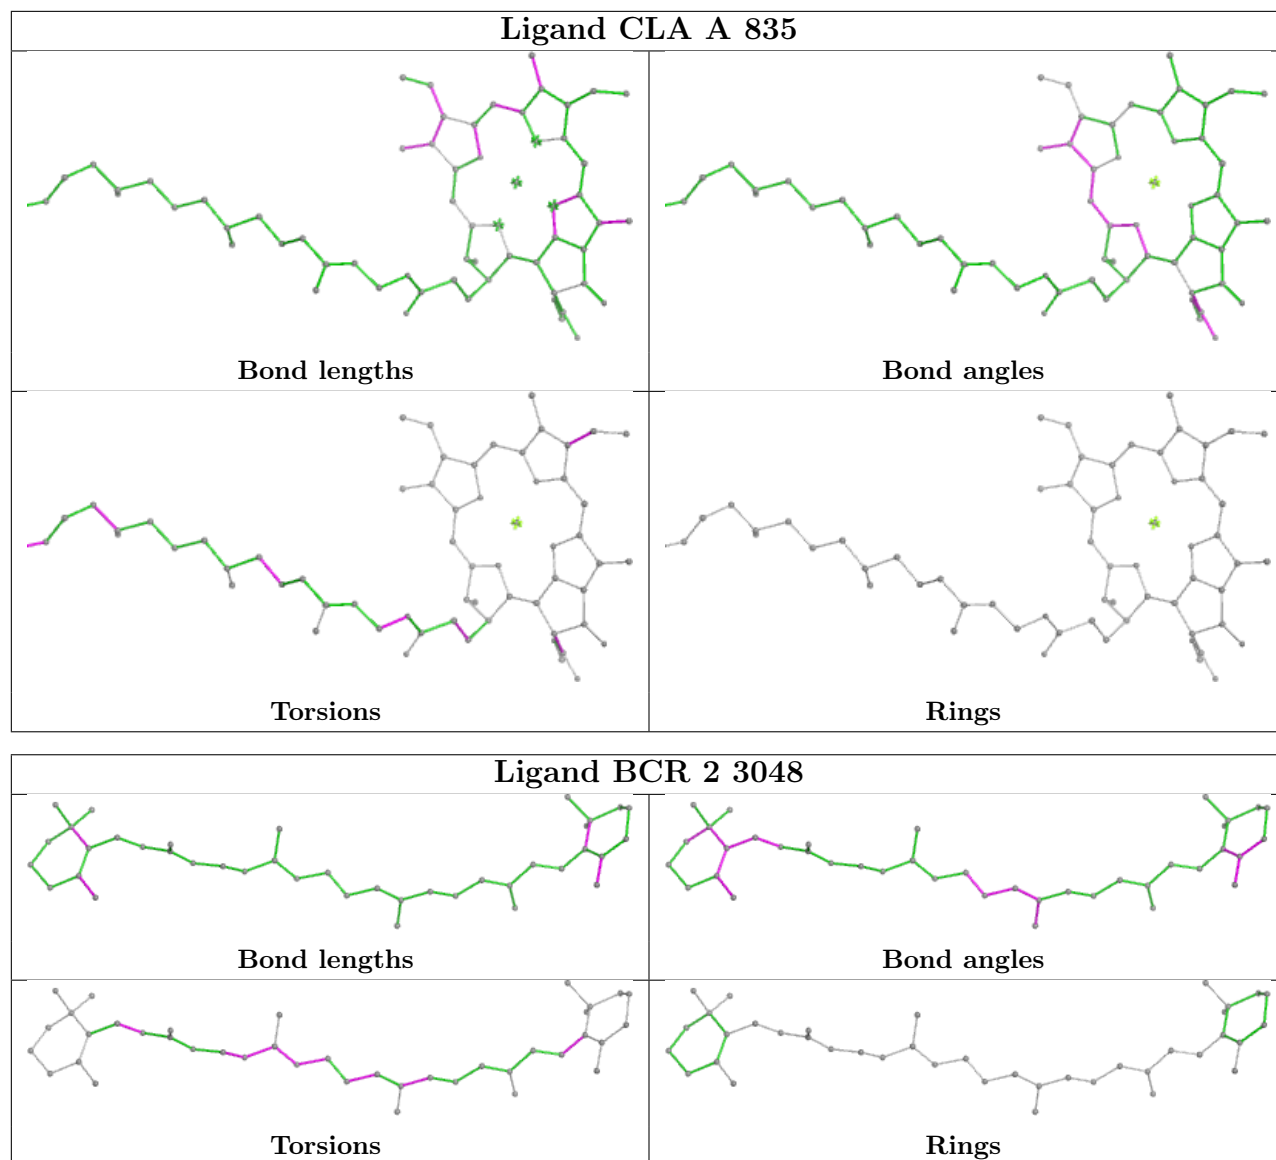 Ligand CLA A 835
Bond lengths
Bond angles
Torsions
Rings
Ligand BCR 2 3048
Bond lengths
Bond angles
Torsions
Rings